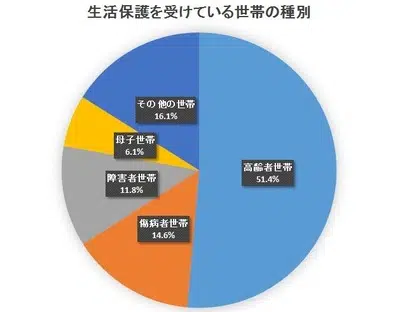 生活保護を受けている世帯の種別
その他の世帯
16.1%
母子世帯
6.1%
障害者世帯
11.8%
傷病者世帯
14.6%
高齢者世帯
51.4%